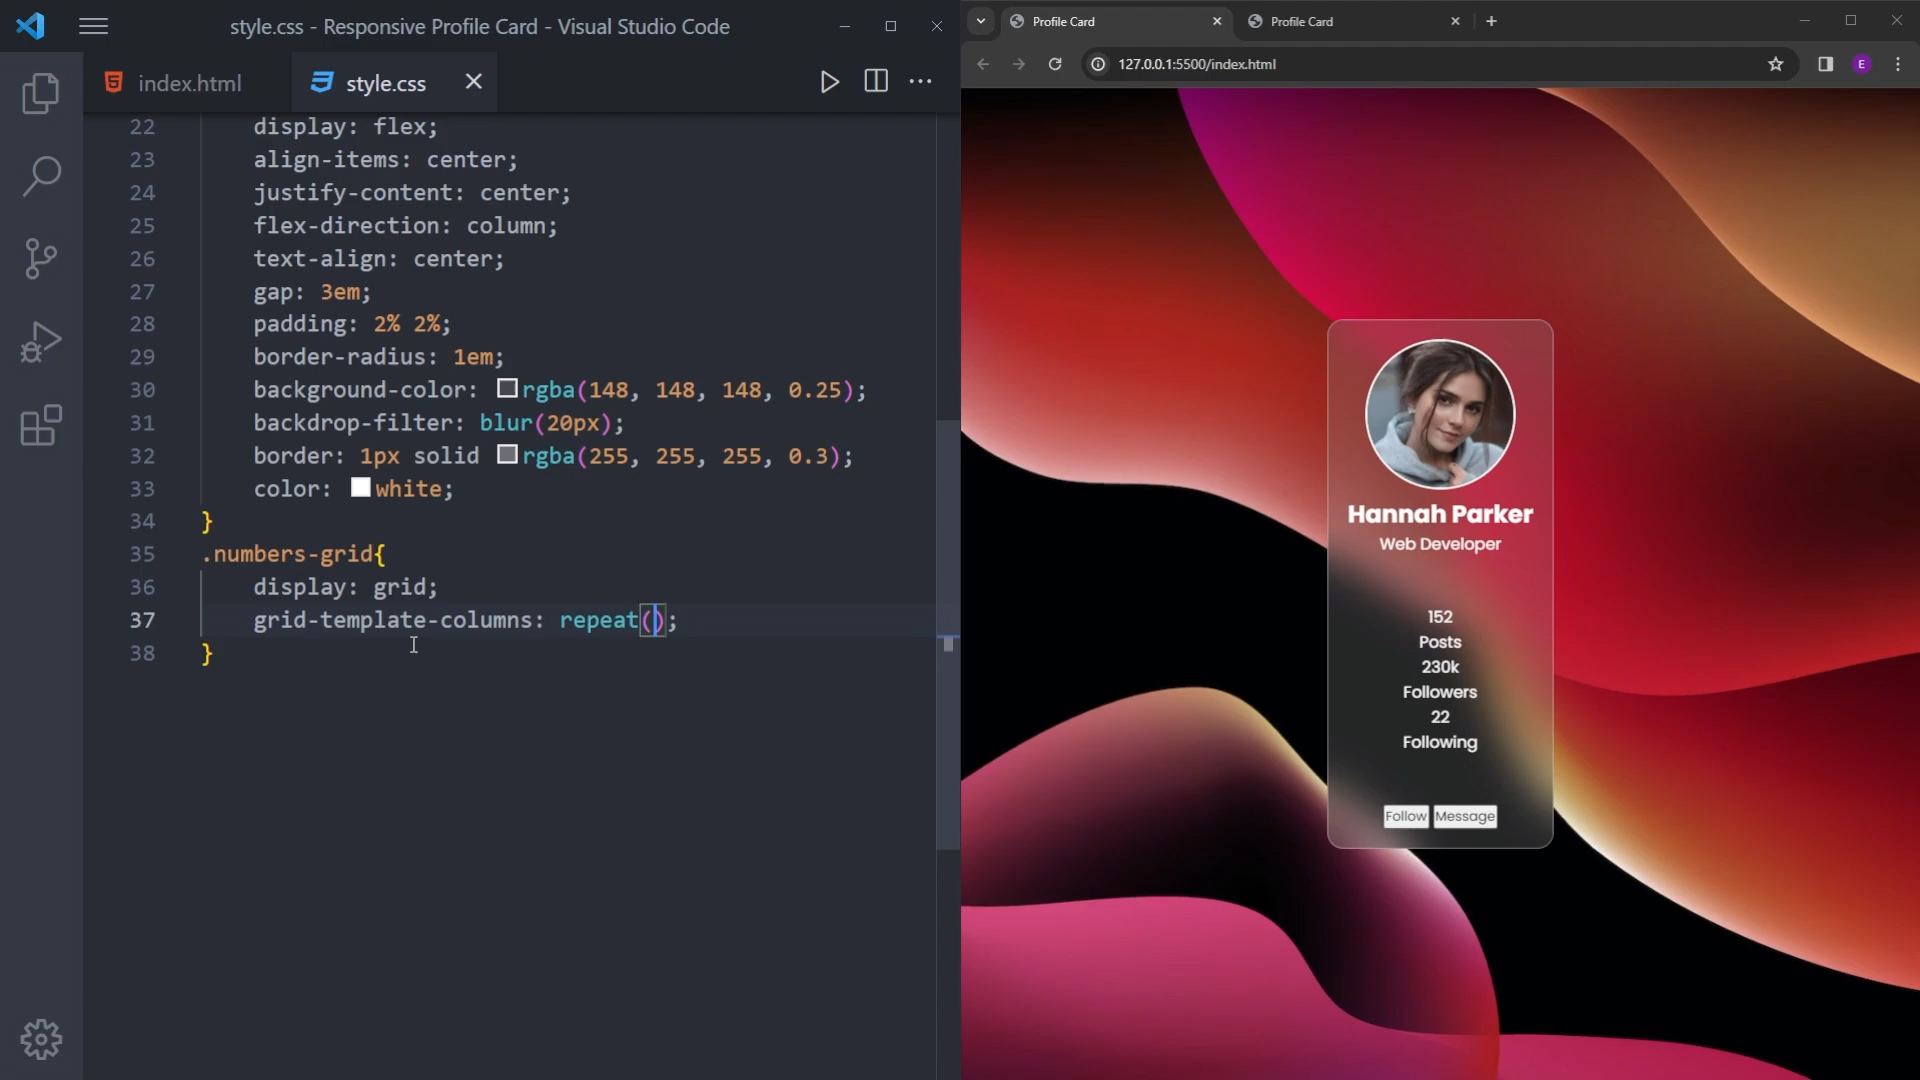 style.css - Responsive Profile Card - Visual Studio Code
index.html
style.css
22 display: flex;
23 align-items: center;
24 justify-content: center;
25 flex-direction: column;
26 text-align: center;
27 gap: 3em;
28 padding: 2% 2%;
29 border-radius: 1em;
30 background-color: rgba(148, 148, 148, 0.25);
31 backdrop-filter: blur(20px);
32 border: 1px solid rgba(255, 255, 255, 0.3);
33 color: white;
34 }
35 .numbers-grid{
36 display: grid;
37 grid-template-columns: repeat();
38 }
Profile Card
Profile Card
127.0.0.1:5500/index.html
E
Hannah Parker
Web Developer
152
Posts
230k
Followers
22
Following
Follow Message